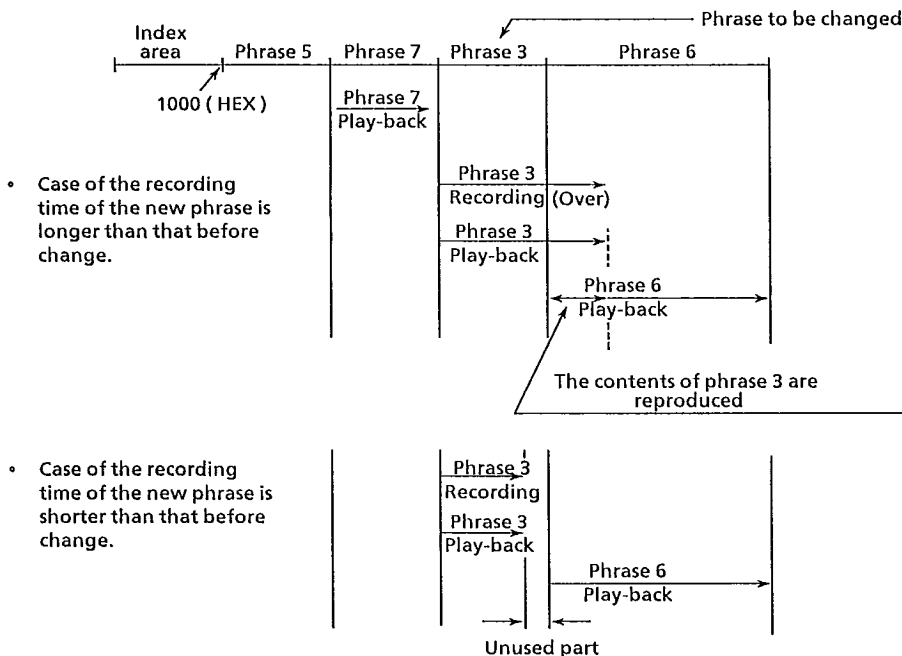 Phrase to be changed
Index
area
Phrase 5
Phrase 7
Phrase 3
Phrase 6
1000 ( HEX )
Phrase 7
Play-back
• Case of the recording
time of the new phrase is
longer than that before
change.
Phrase 3
Recording (Over)
Phrase 3
Play-back
Phrase 6
Play-back
The contents of phrase 3 are
reproduced
• Case of the recording
time of the new phrase is
shorter than that before
change.
Phrase 3
Recording
Phrase 3
Play-back
Phrase 6
Play-back
Unused part